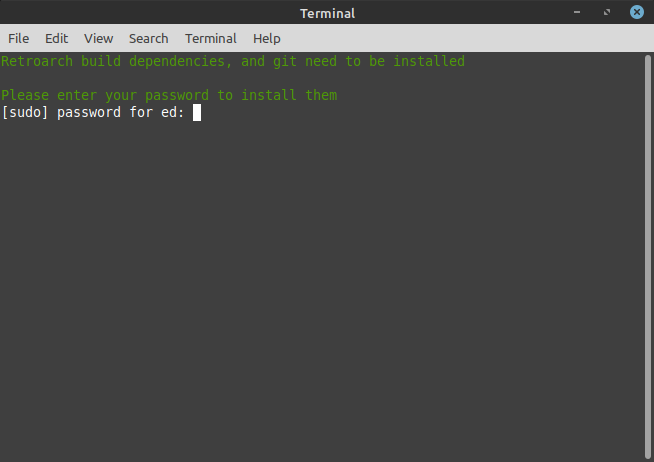 Terminal
File Edit View Search Terminal Help
Retroarch build dependencies, and git need to be installed
Please enter your password to install them
[sudo] password for ed: